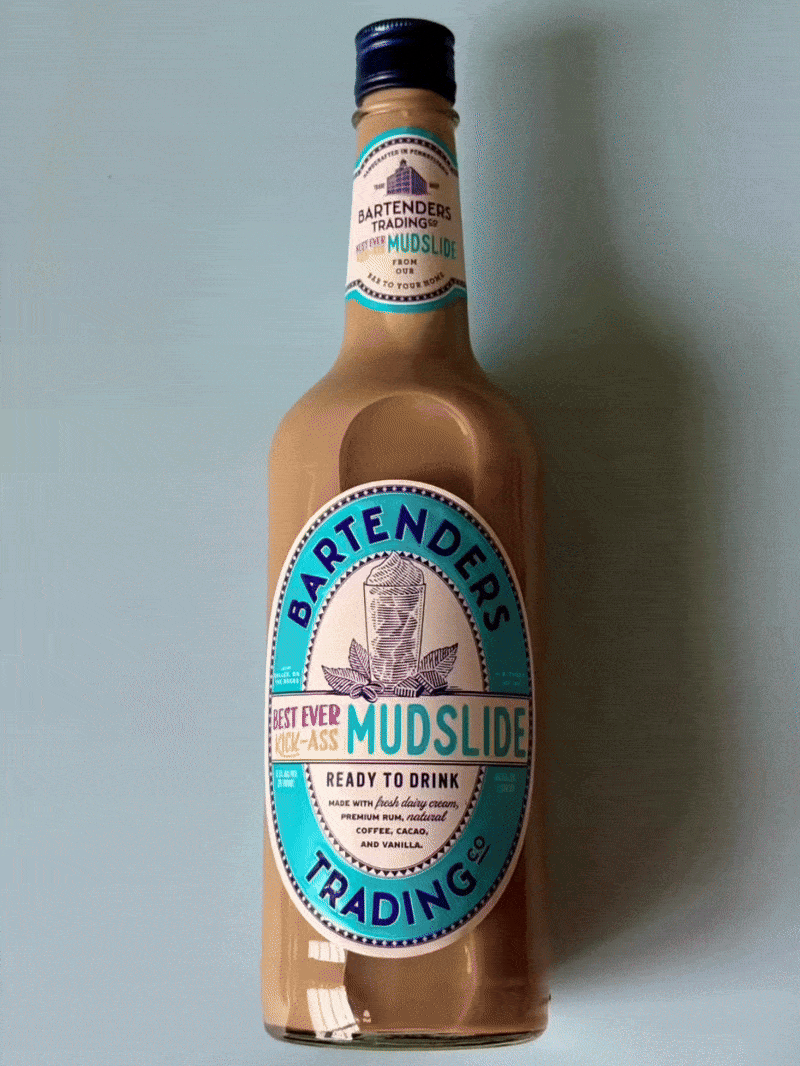 HANDCRAFTED IN PENNSYLVANIA
BARTENDERS
TRADING CO
BEST EVER
MUDSLIDE
FROM
OUR
BAR TO YOUR HOME
BARTENDERS
BEST EVER
KICK-ASS
MUDSLIDE
READY TO DRINK
MADE WITH fresh dairy cream,
PREMIUM RUM, natural
COFFEE, CACAO,
AND VANILLA.
TRADING CO